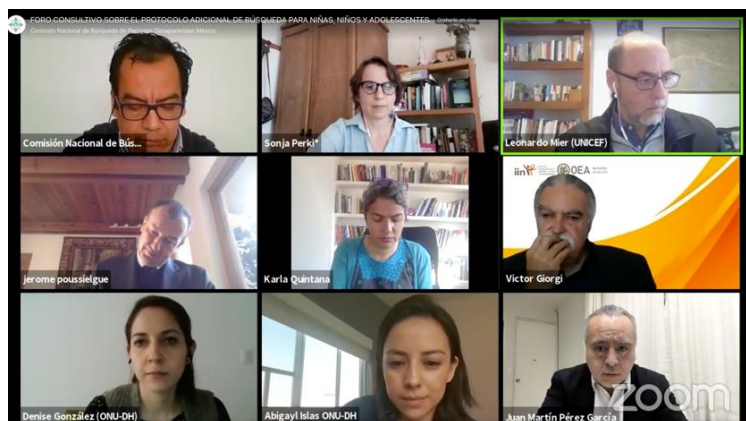 FORO CONSULTIVO SOBRE EL PROTOCOLO ADICIONAL DE BÚSQUEDA PARA NIÑAS, NIÑOS Y ADOLESCENTES.
Comisión Nacional de Búsqueda de Personas Desaparecidas México
Comisión Nacional de Bús...
Sonja Perki*
Leonardo Mier (UNICEF)
jerome poussielgue
Karla Quintana
iin
OEA
Victor Giorgi
Denise González (ONU-DH)
Abigayl Islas ONU-DH
Juan Martín Pérez García
zoom